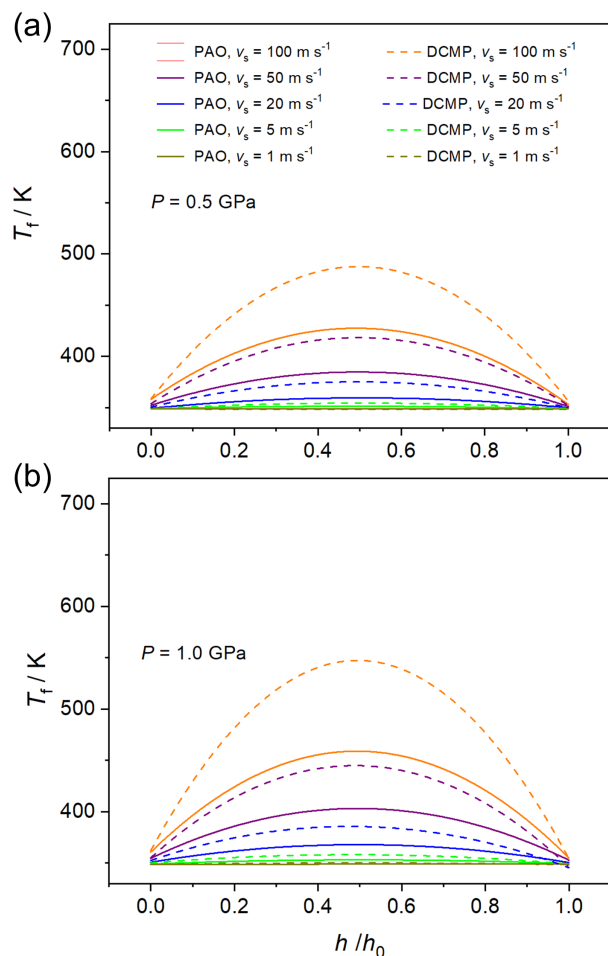 (a)
700
PAO, vₛ = 100 m s⁻¹ DCMP, vₛ = 100 m s⁻¹
PAO, vₛ = 50 m s⁻¹ DCMP, vₛ = 50 m s⁻¹
PAO, vₛ = 20 m s⁻¹ DCMP, vₛ = 20 m s⁻¹
PAO, vₛ = 5 m s⁻¹ DCMP, vₛ = 5 m s⁻¹
PAO, vₛ = 1 m s⁻¹ DCMP, vₛ = 1 m s⁻¹
600
P = 0.5 GPa
T_f / K
500
400
0.0 0.2 0.4 0.6 0.8 1.0
(b)
700
600
P = 1.0 GPa
T_f / K
500
400
0.0 0.2 0.4 0.6 0.8 1.0
h /h₀